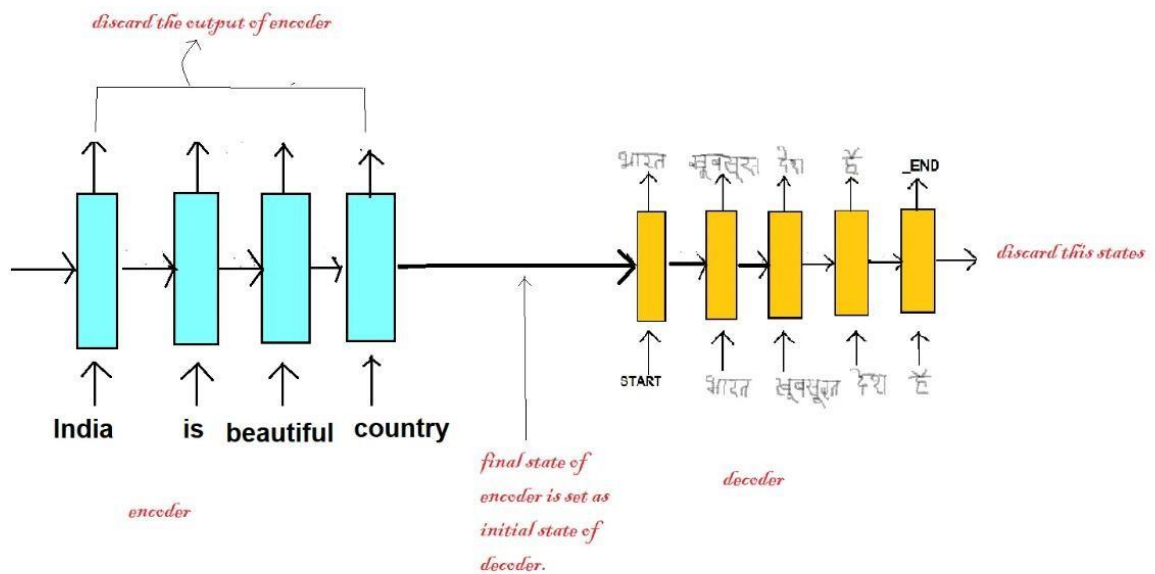 discard the output of encoder
भारत खूबसूरत देश हैं _END
discard this states
START भारत खूबसूरत देश हैं
India is beautiful country
final state of
encoder is set as
initial state of
decoder.
encoder
decoder